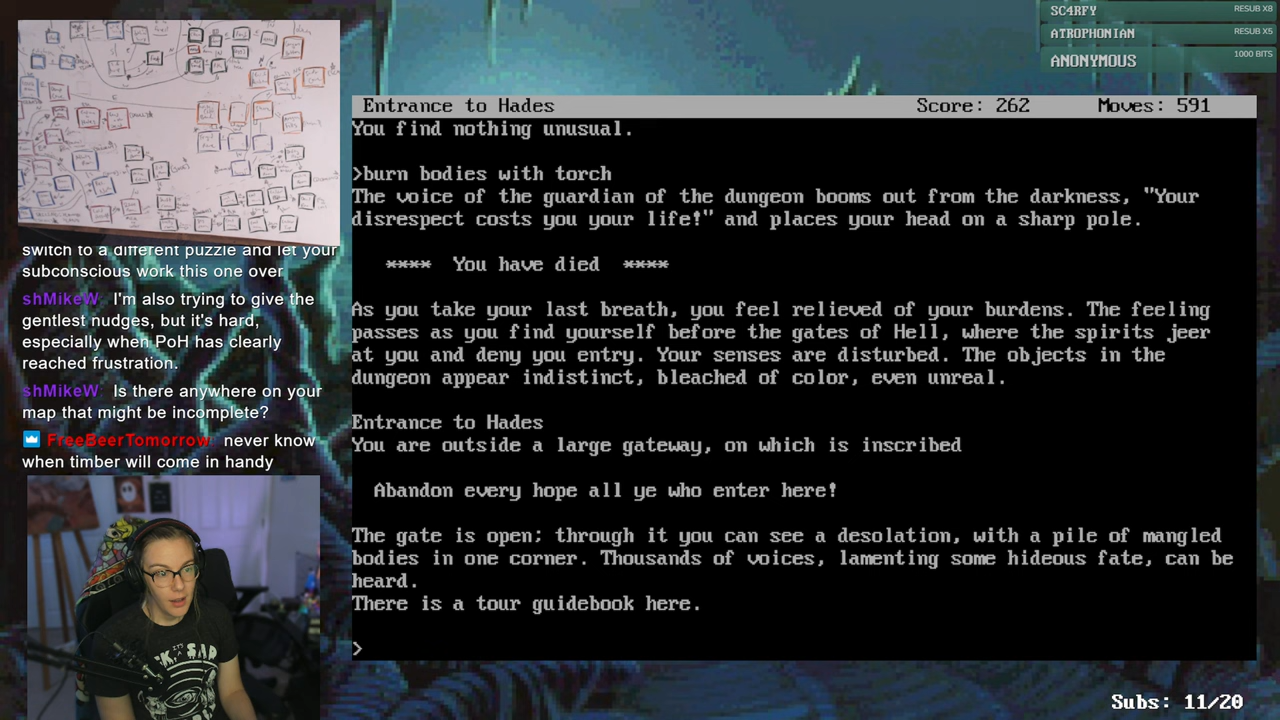 SC4RFY RESUB X8
ATROPHONIAN RESUB X5
ANONYMOUS 1000 BITS
Entrance to Hades Score: 262 Moves: 591
You find nothing unusual.
>burn bodies with torch
The voice of the guardian of the dungeon booms out from the darkness, "Your
disrespect costs you your life!" and places your head on a sharp pole.
**** You have died ****
As you take your last breath, you feel relieved of your burdens. The feeling
passes as you find yourself before the gates of Hell, where the spirits jeer
at you and deny you entry. Your senses are disturbed. The objects in the
dungeon appear indistinct, bleached of color, even unreal.
Entrance to Hades
You are outside a large gateway, on which is inscribed
Abandon every hope all ye who enter here!
The gate is open; through it you can see a desolation, with a pile of mangled
bodies in one corner. Thousands of voices, lamenting some hideous fate, can be
heard.
There is a tour guidebook here.
>
switch to a different puzzle and let your
subconscious work this one over
shMikeW I'm also trying to give the
gentlest nudges, but it's hard,
especially when PoH has clearly
reached frustration.
shMikeW Is there anywhere on your
map that might be incomplete?
FreeBeerTomorrow never know
when timber will come in handy
Subs: 11/20